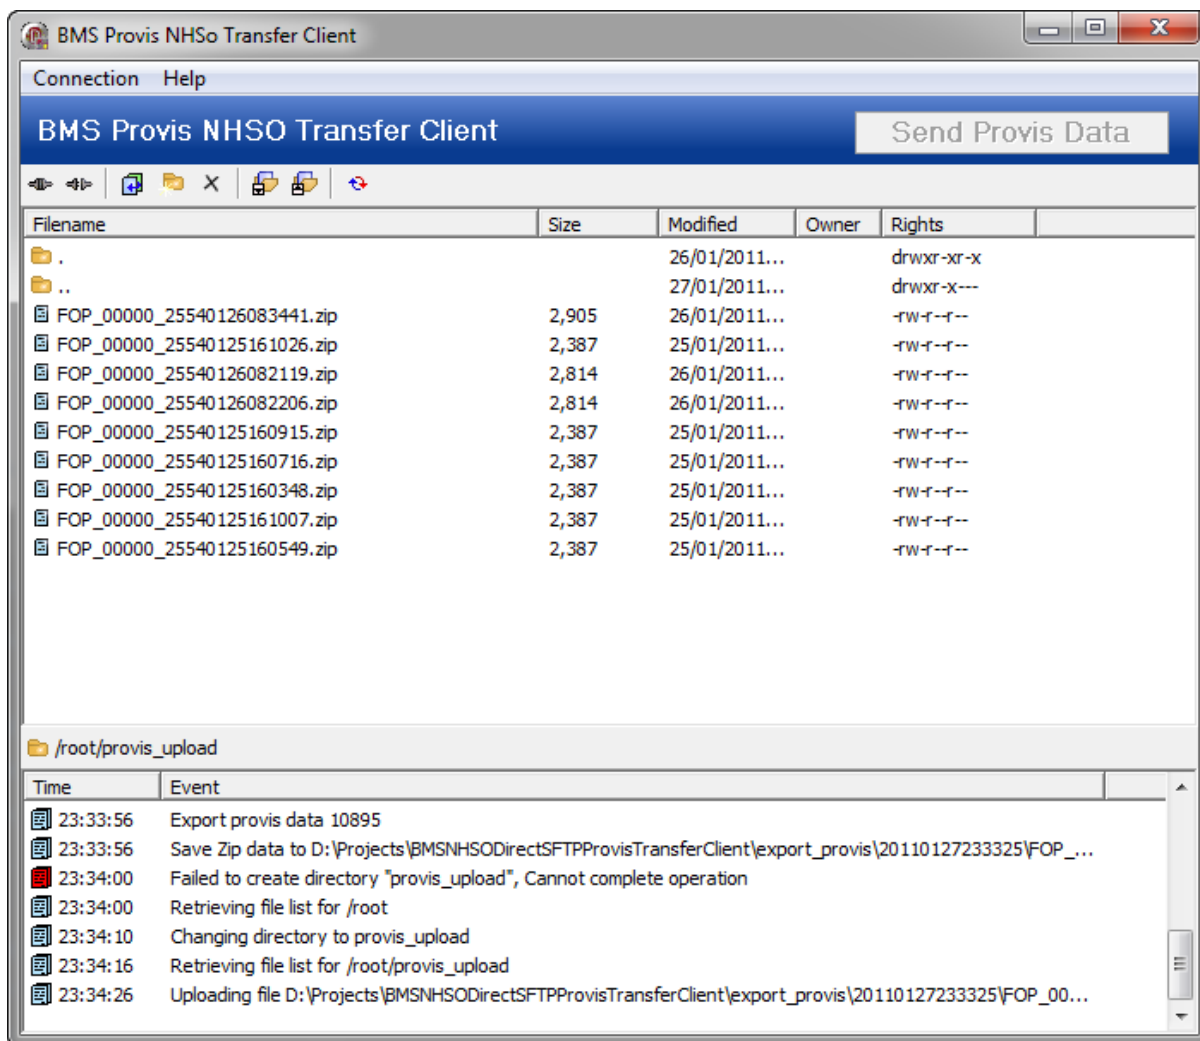 BMS Provis NHSo Transfer Client
Connection Help
BMS Provis NHSO Transfer Client Send Provis Data
Filename Size Modified Owner Rights
. 26/01/2011... drwxr-xr-x
.. 27/01/2011... drwxr-x---
FOP_00000_25540126083441.zip 2,905 26/01/2011... -rw-r--r--
FOP_00000_25540125161026.zip 2,387 25/01/2011... -rw-r--r--
FOP_00000_25540126082119.zip 2,814 26/01/2011... -rw-r--r--
FOP_00000_25540126082206.zip 2,814 26/01/2011... -rw-r--r--
FOP_00000_25540125160915.zip 2,387 25/01/2011... -rw-r--r--
FOP_00000_25540125160716.zip 2,387 25/01/2011... -rw-r--r--
FOP_00000_25540125160348.zip 2,387 25/01/2011... -rw-r--r--
FOP_00000_25540125161007.zip 2,387 25/01/2011... -rw-r--r--
FOP_00000_25540125160549.zip 2,387 25/01/2011... -rw-r--r--
/root/provis_upload
Time Event
23:33:56 Export provis data 10895
23:33:56 Save Zip data to D:\Projects\BMSNHSODirectSFTPProvisTransferClient\export_provis\20110127233325\FOP_...
23:34:00 Failed to create directory "provis_upload", Cannot complete operation
23:34:00 Retrieving file list for /root
23:34:10 Changing directory to provis_upload
23:34:16 Retrieving file list for /root/provis_upload
23:34:26 Uploading file D:\Projects\BMSNHSODirectSFTPProvisTransferClient\export_provis\20110127233325\FOP_00...